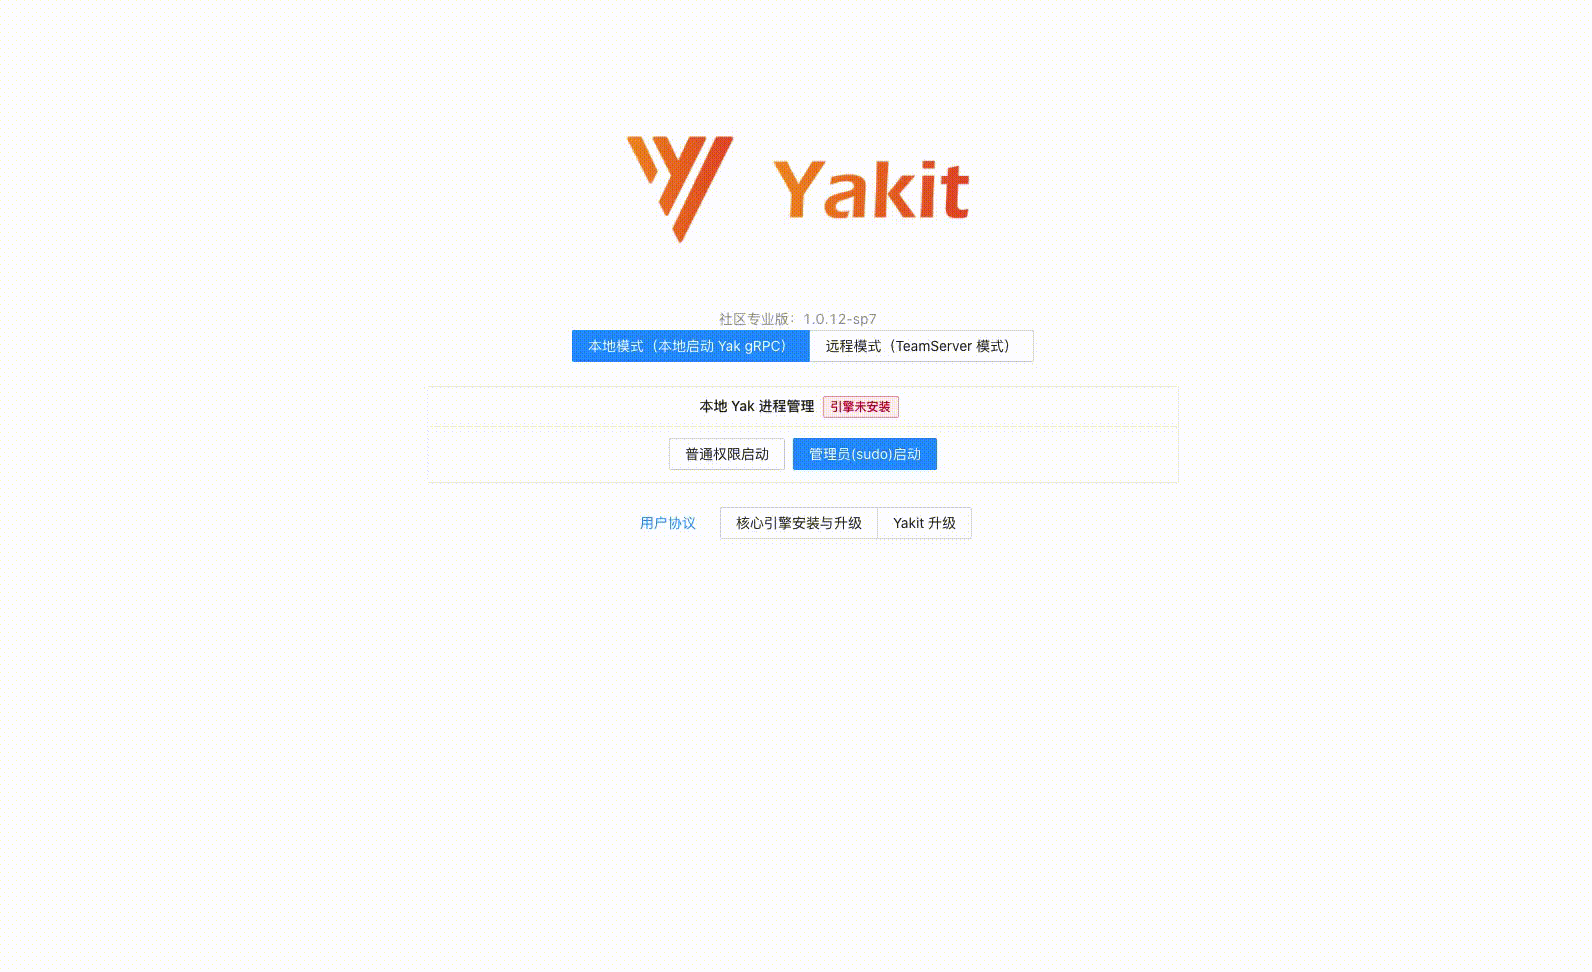 Yakit
社区专业版：1.0.12-sp7
本地模式（本地启动 Yak gRPC） 远程模式（TeamServer 模式）
本地 Yak 进程管理 引擎未安装
普通权限启动 管理员(sudo)启动
用户协议 核心引擎安装与升级 Yakit 升级